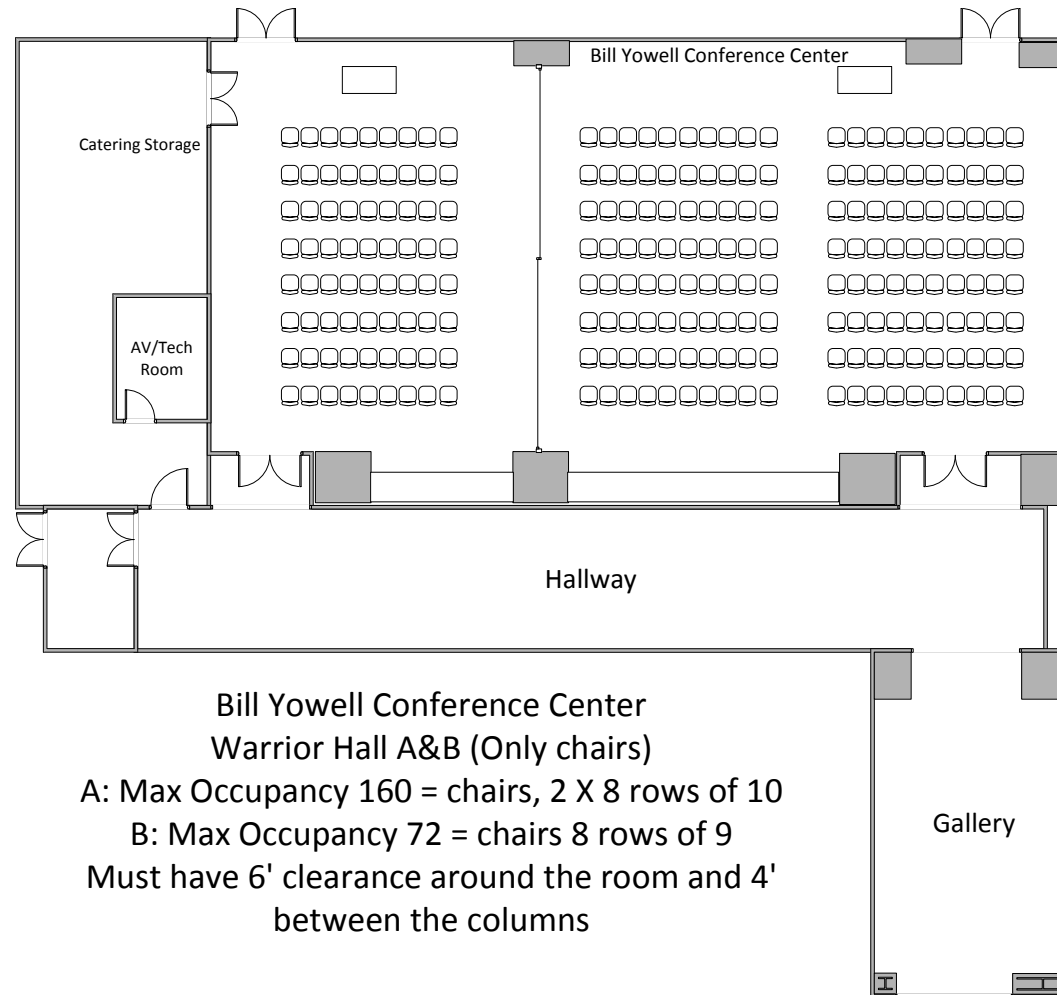 Bill Yowell Conference Center
Catering Storage
AV/Tech
Room
Hallway
Bill Yowell Conference Center
Warrior Hall A&B (Only chairs)
A: Max Occupancy 160 = chairs, 2 X 8 rows of 10
B: Max Occupancy 72 = chairs 8 rows of 9
Must have 6' clearance around the room and 4'
between the columns
Gallery